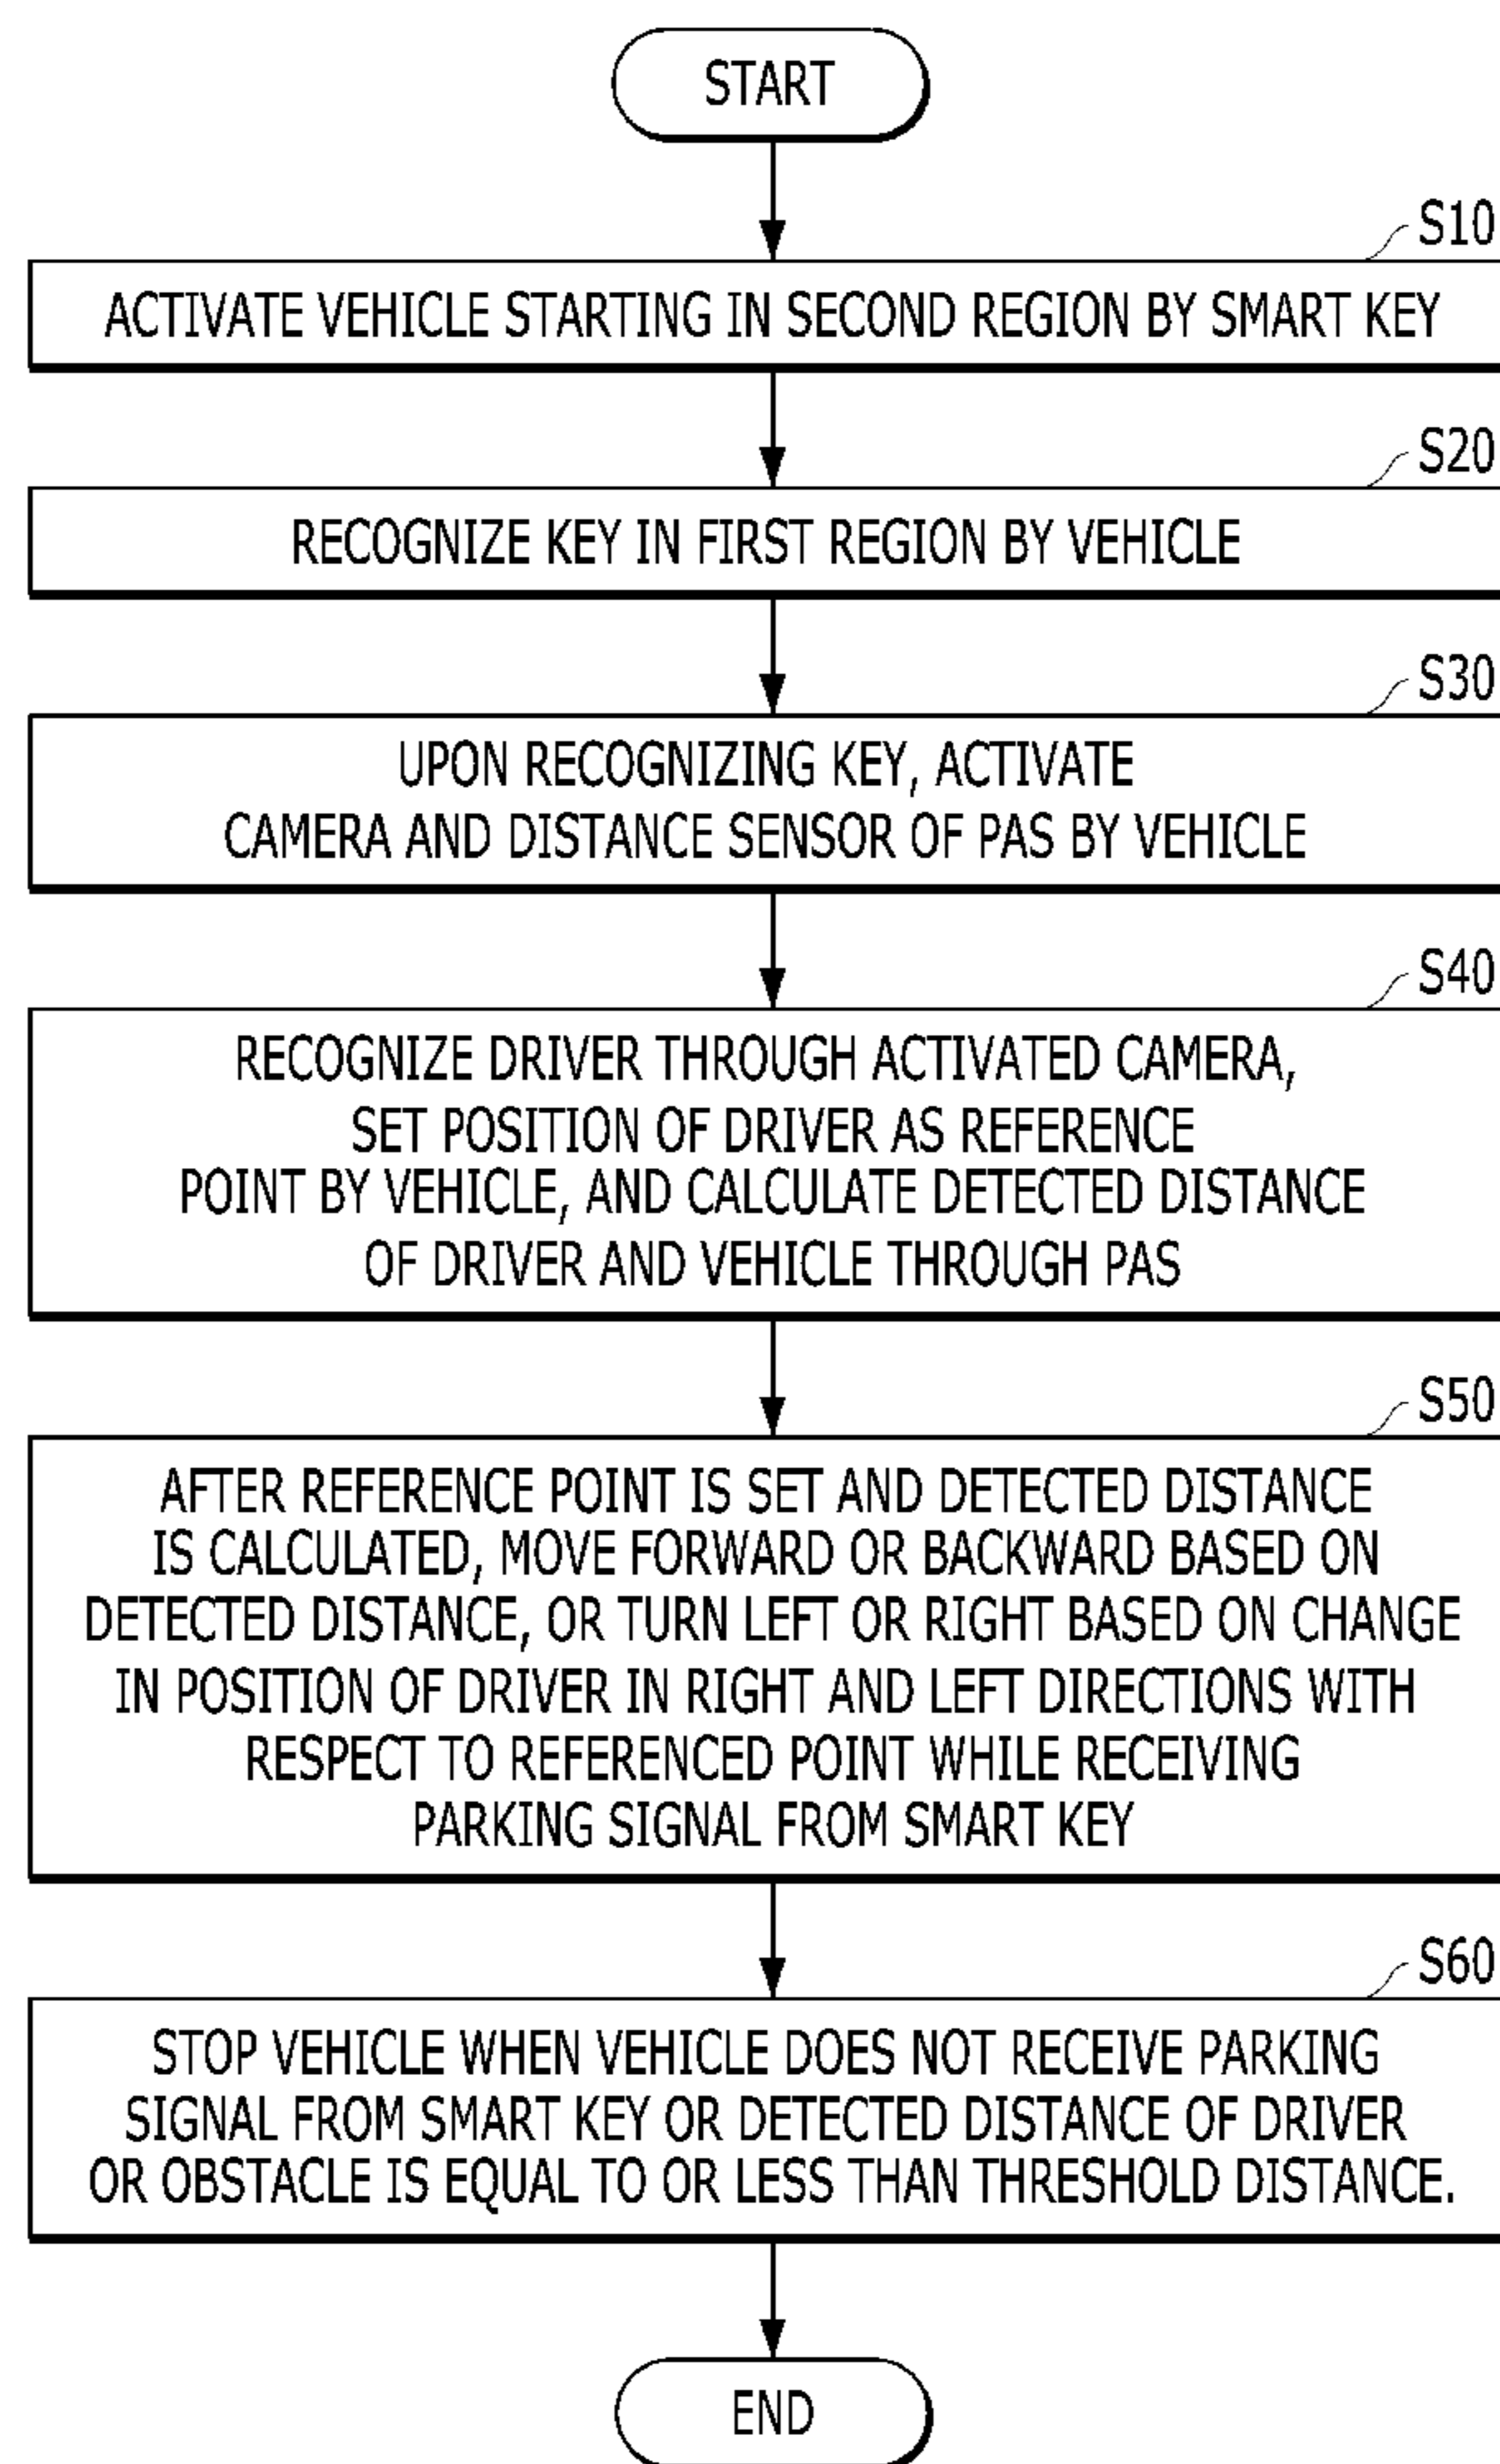 START
S10
ACTIVATE VEHICLE STARTING IN SECOND REGION BY SMART KEY
S20
RECOGNIZE KEY IN FIRST REGION BY VEHICLE
S30
UPON RECOGNIZING KEY, ACTIVATE
CAMERA AND DISTANCE SENSOR OF PAS BY VEHICLE
S40
RECOGNIZE DRIVER THROUGH ACTIVATED CAMERA,
SET POSITION OF DRIVER AS REFERENCE
POINT BY VEHICLE, AND CALCULATE DETECTED DISTANCE
OF DRIVER AND VEHICLE THROUGH PAS
S50
AFTER REFERENCE POINT IS SET AND DETECTED DISTANCE
IS CALCULATED, MOVE FORWARD OR BACKWARD BASED ON
DETECTED DISTANCE, OR TURN LEFT OR RIGHT BASED ON CHANGE
IN POSITION OF DRIVER IN RIGHT AND LEFT DIRECTIONS WITH
RESPECT TO REFERENCED POINT WHILE RECEIVING
PARKING SIGNAL FROM SMART KEY
S60
STOP VEHICLE WHEN VEHICLE DOES NOT RECEIVE PARKING
SIGNAL FROM SMART KEY OR DETECTED DISTANCE OF DRIVER
OR OBSTACLE IS EQUAL TO OR LESS THAN THRESHOLD DISTANCE.
END